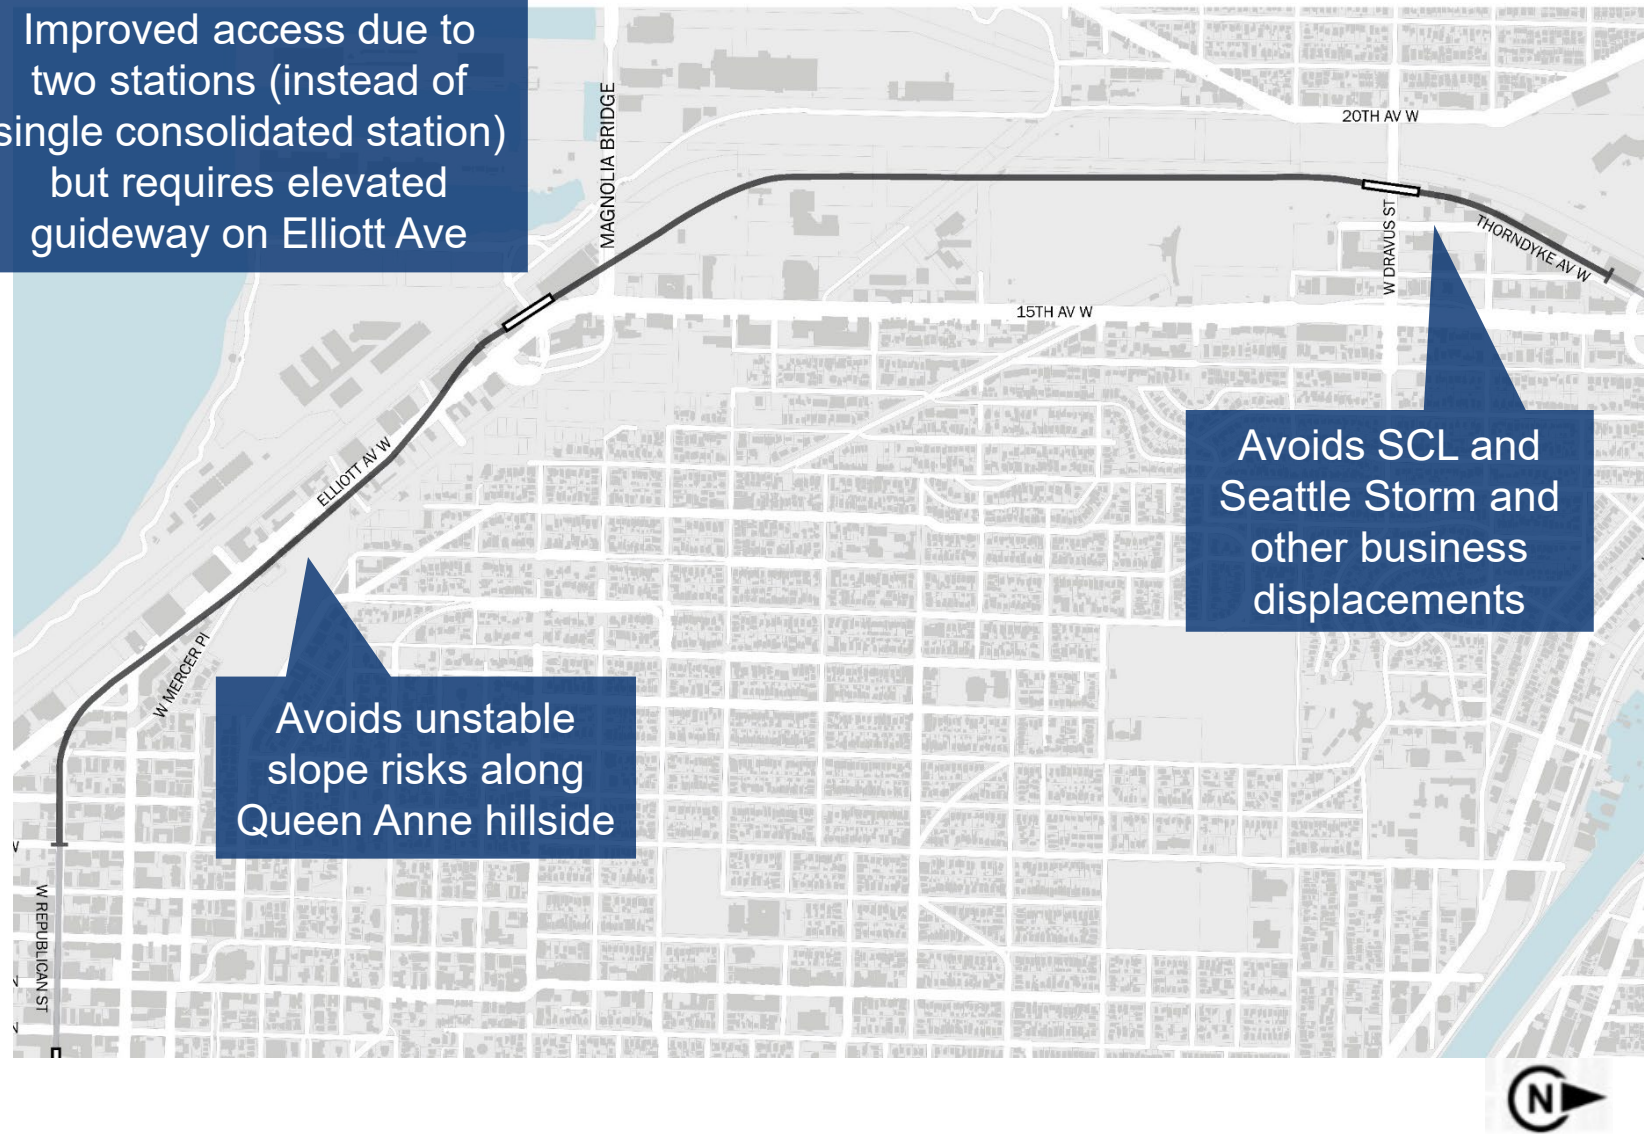 Improved access due to
two stations (instead of
single consolidated station)
but requires elevated
guideway on Elliott Ave
MAGNOLIA BRIDGE
20TH AV W
W DRAVUS ST
THORNDYKE AV W
15TH AV W
ELLIOTT AV W
Avoids SCL and
Seattle Storm and
other business
displacements
W MERCER Pl
Avoids unstable
slope risks along
Queen Anne hillside
W REPUBLICAN ST
N